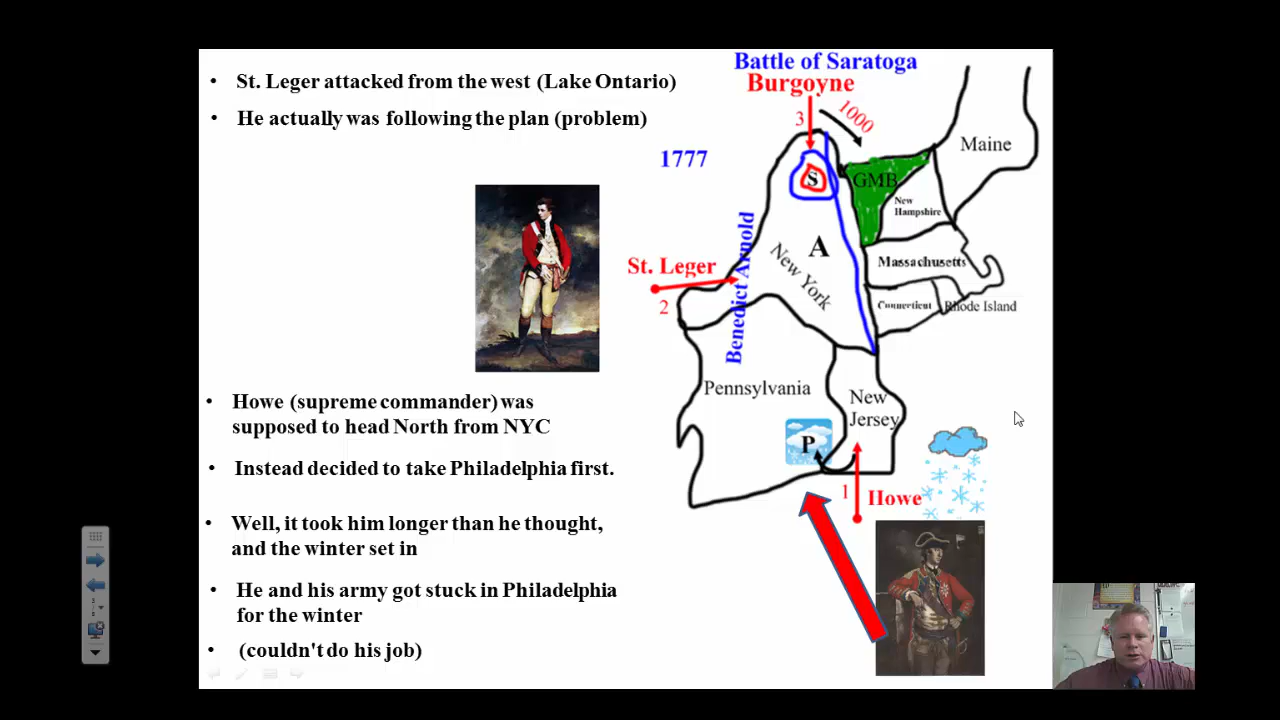 • St. Leger attacked from the west (Lake Ontario)
• He actually was following the plan (problem)
• Howe (supreme commander) was
supposed to head North from NYC
• Instead decided to take Philadelphia first.
• Well, it took him longer than he thought,
and the winter set in
• He and his army got stuck in Philadelphia
for the winter
• (couldn't do his job)
Battle of Saratoga
Burgoyne
3
1000
1777
Maine
S
GMB
New
Hampshire
Benedict Arnold
A
New York
Massachusetts
St. Leger
2
Connecticut
Rhode Island
Pennsylvania
New
Jersey
P
1
Howe